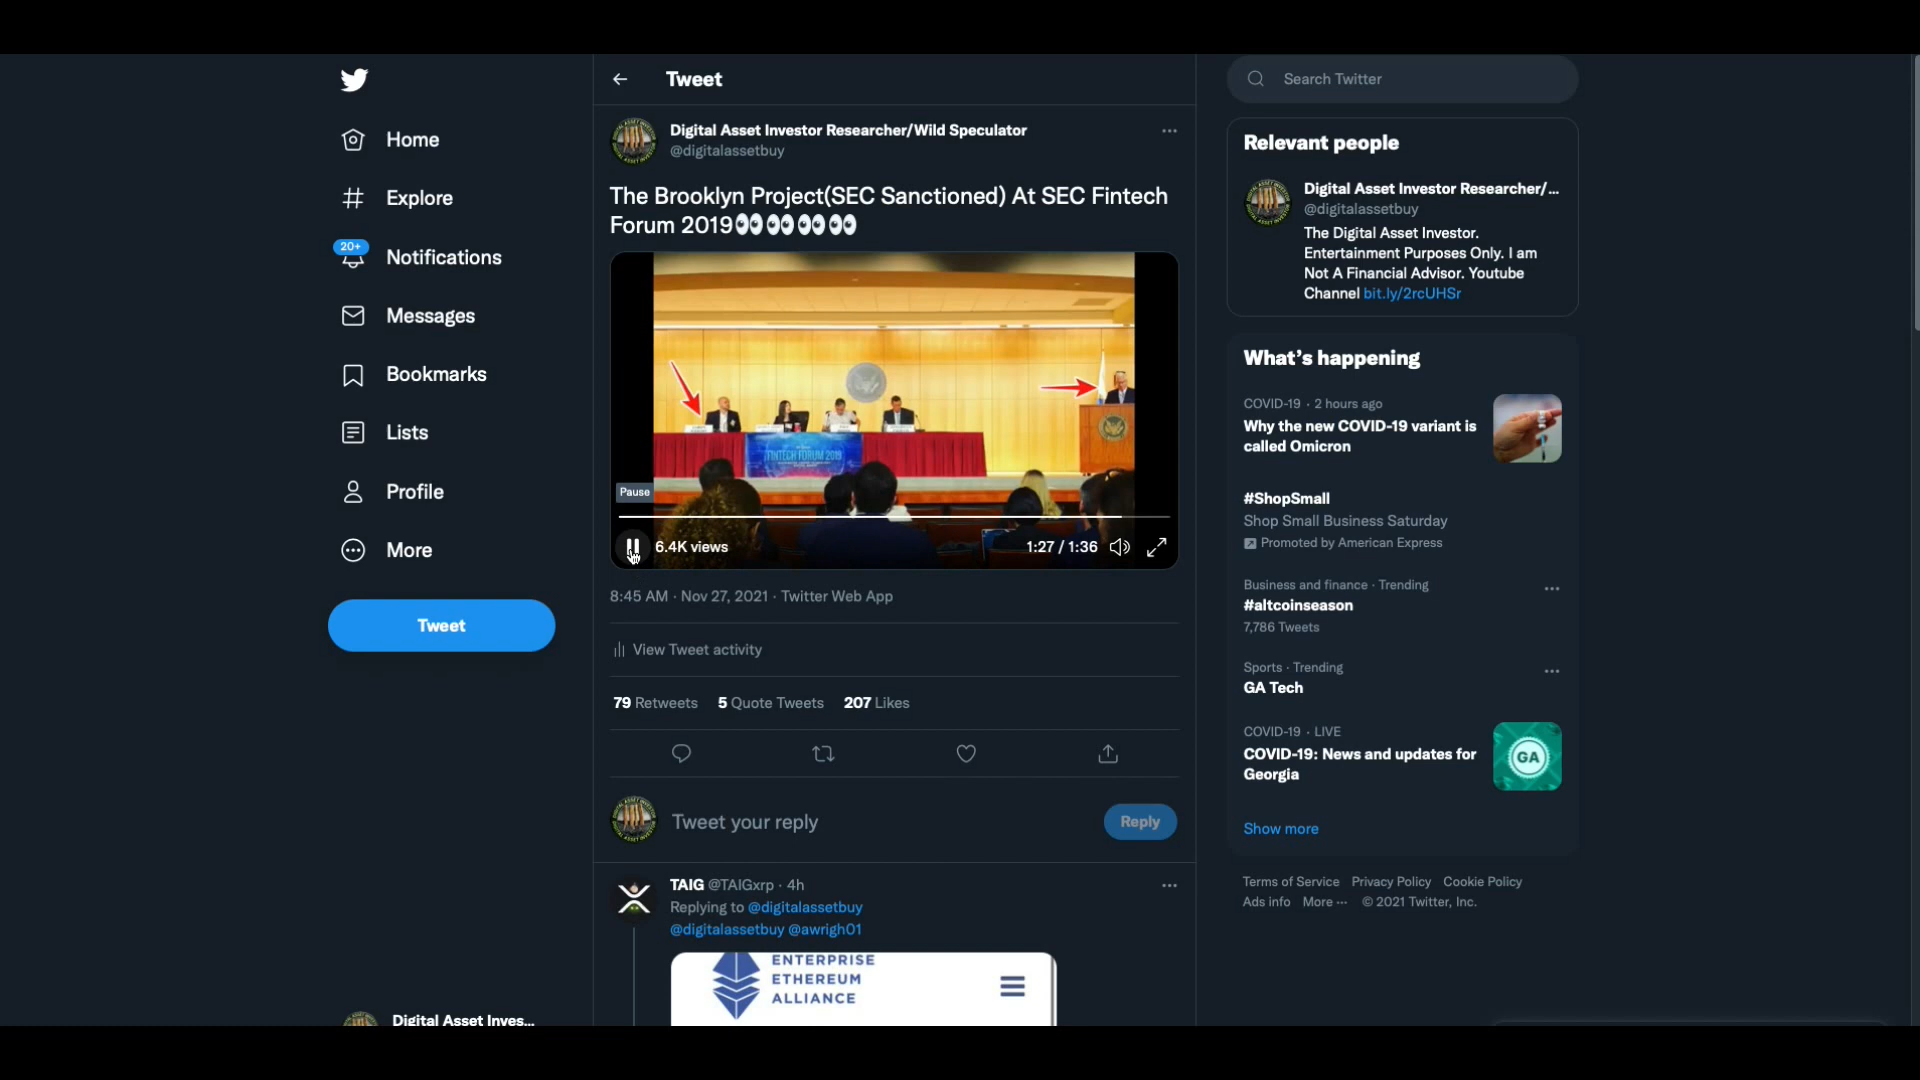 Home
Explore
20+
Notifications
Messages
Bookmarks
Lists
Profile
More
Tweet
Digital Asset Inves...
Tweet
Digital Asset Investor Researcher/Wild Speculator
@digitalassetbuy
The Brooklyn Project(SEC Sanctioned) At SEC Fintech
Forum 2019👀👀👀👀
FINTECH FORUM 2019
Pause
6.4K views
1:27 / 1:36
8:45 AM · Nov 27, 2021 · Twitter Web App
View Tweet activity
79 Retweets 5 Quote Tweets 207 Likes
Tweet your reply
Reply
TAIG @TAIGxrp · 4h
Replying to @digitalassetbuy
@digitalassetbuy @awrigh01
ENTERPRISE
ETHEREUM
ALLIANCE
Search Twitter
Relevant people
Digital Asset Investor Researcher/...
@digitalassetbuy
The Digital Asset Investor.
Entertainment Purposes Only. I am
Not A Financial Advisor. Youtube
Channel bit.ly/2rcUHSr
What's happening
COVID-19 · 2 hours ago
Why the new COVID-19 variant is
called Omicron
#ShopSmall
Shop Small Business Saturday
Promoted by American Express
Business and finance · Trending
#altcoinseason
7,786 Tweets
Sports · Trending
GA Tech
COVID-19 · LIVE
COVID-19: News and updates for
Georgia
GA
Show more
Terms of Service Privacy Policy Cookie Policy
Ads info More ··· © 2021 Twitter, Inc.